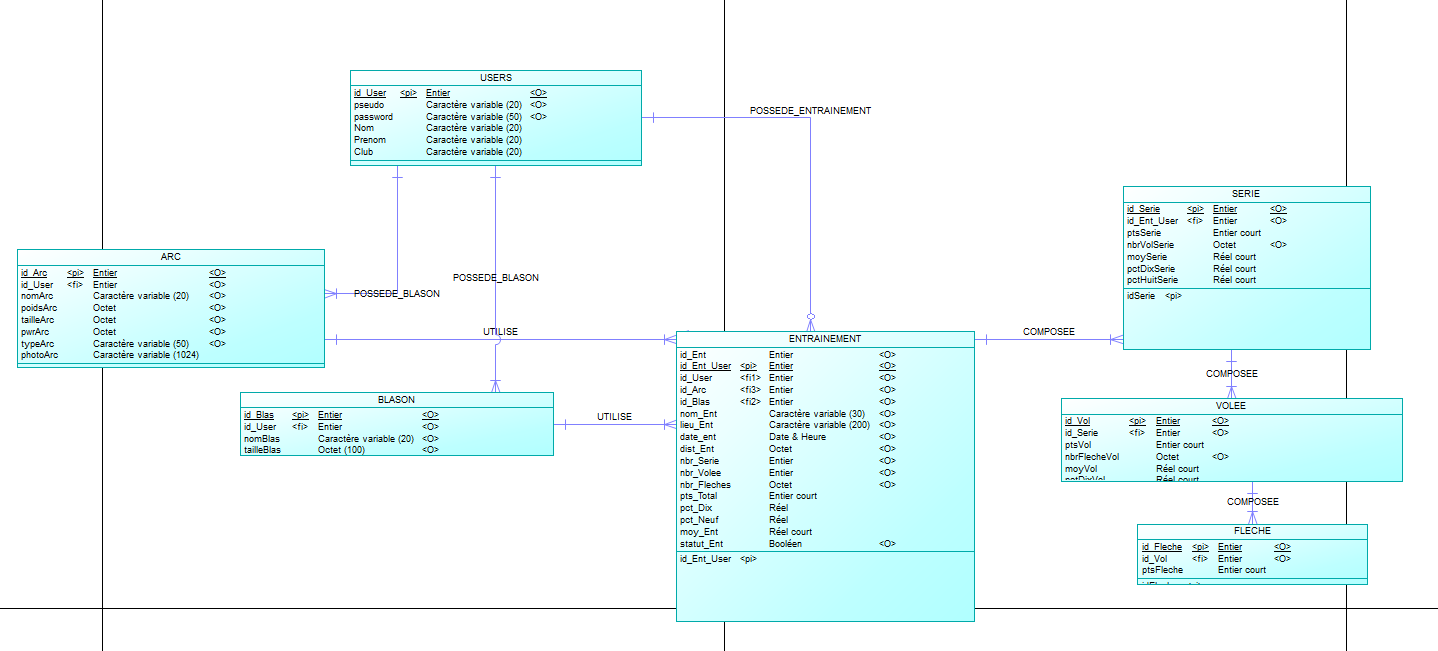 USERS
id_User <pi> Entier <O>
pseudo Caractère variable (20) <O>
password Caractère variable (50) <O>
Nom Caractère variable (20)
Prenom Caractère variable (20)
Club Caractère variable (20)
POSSEDE_ENTRAINEMENT
SERIE
id_Serie <pi> Entier <O>
id_Ent_User <fi> Entier <O>
ptsSerie Entier court
nbrVolSerie Octet <O>
moySerie Réel court
pctDixSerie Réel court
pctHuitSerie Réel court
idSerie <pi>
ARC
id_Arc <pi> Entier <O>
id_User <fi> Entier <O>
nomArc Caractère variable (20) <O>
poidsArc Octet <O>
tailleArc Octet <O>
pwrArc Octet <O>
typeArc Caractère variable (50) <O>
photoArc Caractère variable (1024)
POSSEDE_BLASON
POSSEDE_BLASON
UTILISE
COMPOSEE
ENTRAINEMENT
id_Ent Entier <O>
id_Ent_User <pi> Entier <O>
id_User <fi1> Entier <O>
id_Arc <fi3> Entier <O>
id_Blas <fi2> Entier <O>
nom_Ent Caractère variable (30) <O>
lieu_Ent Caractère variable (200) <O>
date_ent Date & Heure <O>
dist_Ent Octet <O>
nbr_Serie Entier <O>
nbr_Volee Entier <O>
nbr_Fleches Octet <O>
pts_Total Entier court
pct_Dix Réel
pct_Neuf Réel
moy_Ent Réel court
statut_Ent Booléen <O>
id_Ent_User <pi>
COMPOSEE
BLASON
id_Blas <pi> Entier <O>
id_User <fi> Entier <O>
nomBlas Caractère variable (20) <O>
tailleBlas Octet (100) <O>
UTILISE
VOLEE
id_Vol <pi> Entier <O>
id_Serie <fi> Entier <O>
ptsVol Entier court
nbrFlecheVol Octet <O>
moyVol Réel court
pctDixVol Réel court
COMPOSEE
FLECHE
id_Fleche <pi> Entier <O>
id_Vol <fi> Entier <O>
ptsFleche Entier court